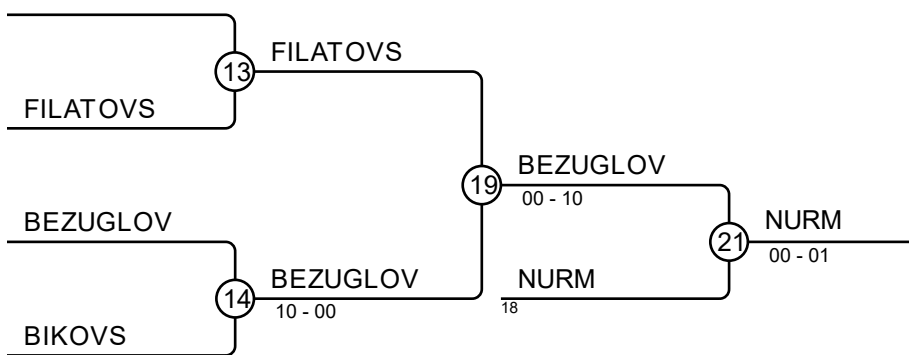 FILATOVS
13
FILATOVS
BEZUGLOV
19
00 - 10
NURM
21
00 - 01
BEZUGLOV
BEZUGLOV
14
10 - 00
NURM
18
BIKOVS